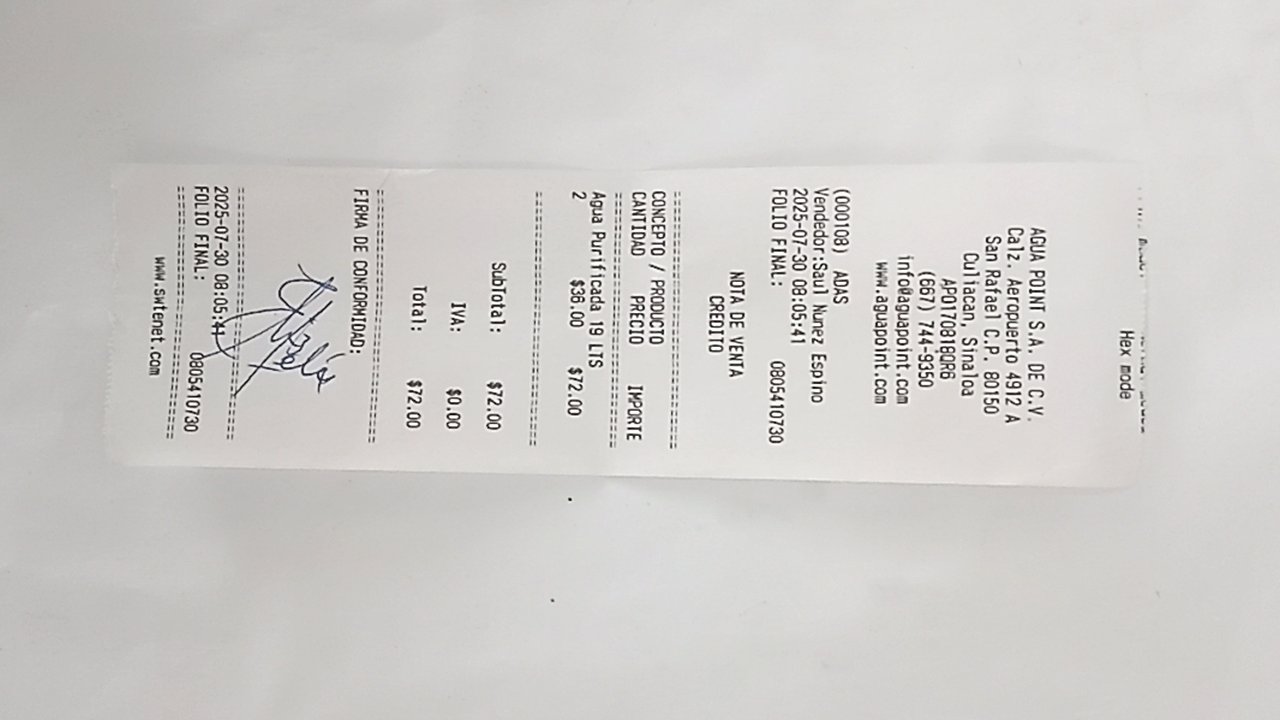 Hex mode
AGUA POINT S.A. DE C.V.
Calz. Aeropuerto 4912 A
San Rafael C.P. 80150
Culiacan, Sinaloa
APO170818QR6
(667) 744-9350
info@aguapoint.com
www.aguapoint.com
(000108) ADAS
Vendedor:Saul Nunez Espino
2025-07-30 08:05:41
FOLIO FINAL: 0805410730
NOTA DE VENTA
CREDITO
CONCEPTO / PRODUCTO
CANTIDAD PRECIO IMPORTE
Agua Purificada 19 LTS
2 $36.00 $72.00
SubTotal: $72.00
IVA: $0.00
Total: $72.00
FIRMA DE CONFORMIDAD:
2025-07-30 08:05:41
FOLIO FINAL: 0805410730
www.swtenet.com